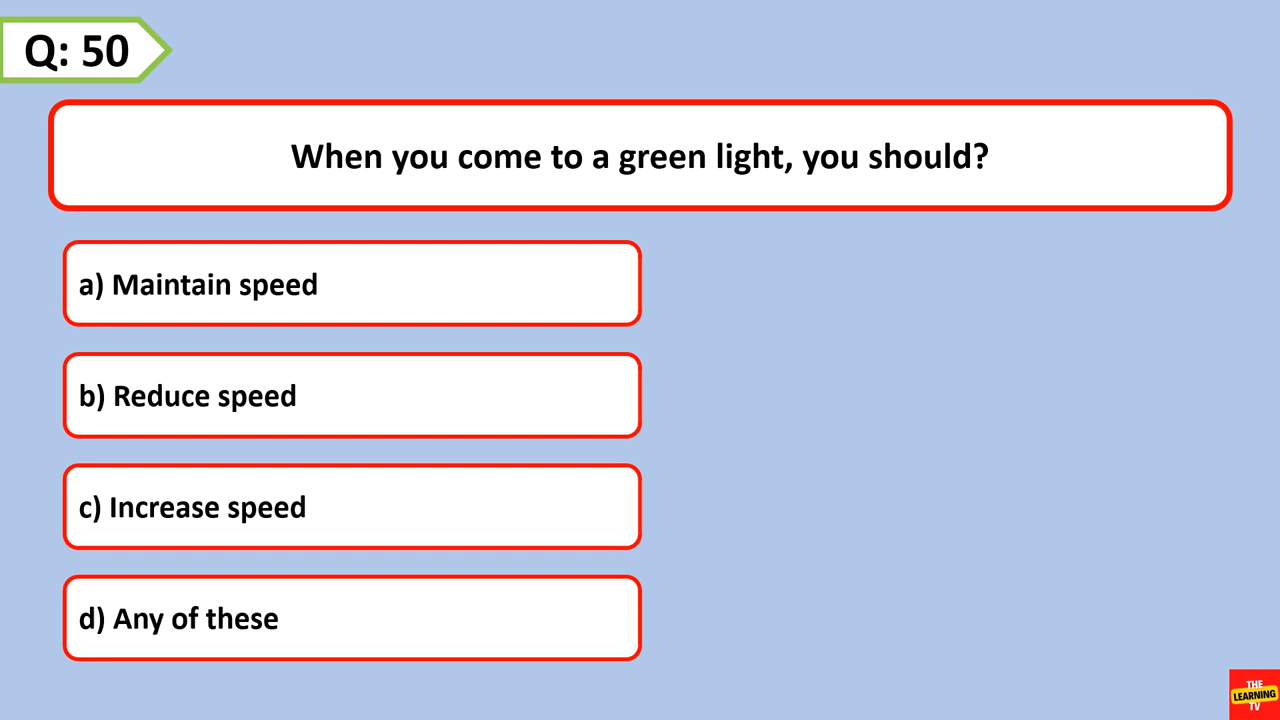 Q: 50
When you come to a green light, you should?
a) Maintain speed
b) Reduce speed
c) Increase speed
d) Any of these
THE
LEARNING
TV